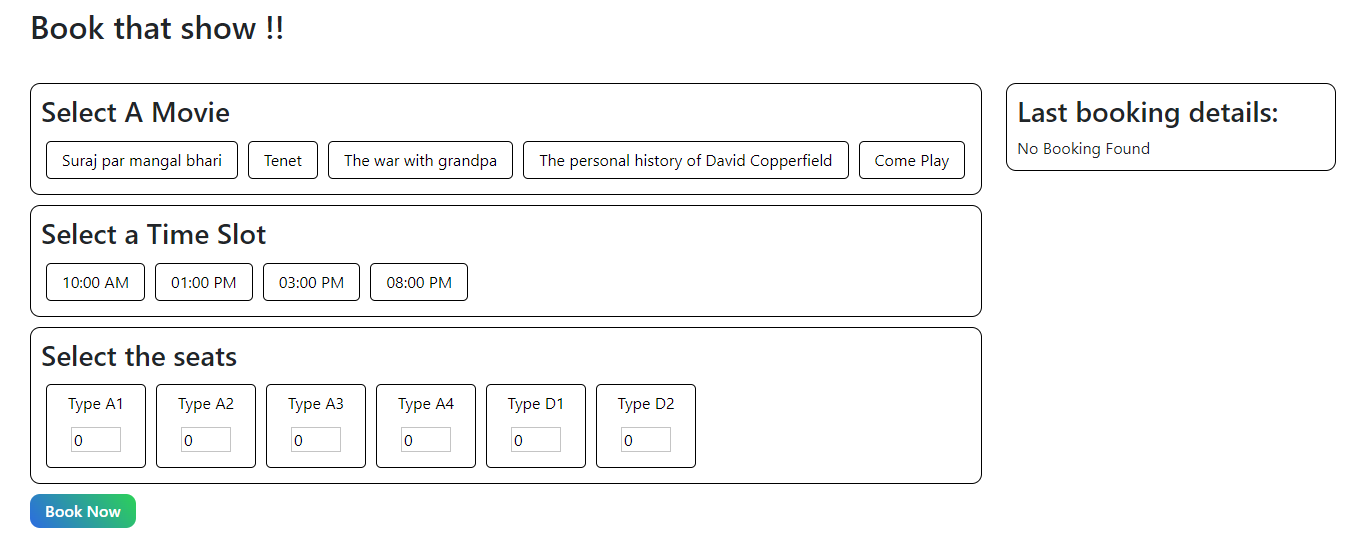 Book that show !!
Select A Movie
Suraj par mangal bhari Tenet The war with grandpa The personal history of David Copperfield Come Play
Select a Time Slot
10:00 AM 01:00 PM 03:00 PM 08:00 PM
Select the seats
Type A1 Type A2 Type A3 Type A4 Type D1 Type D2
0 0 0 0 0 0
Book Now
Last booking details:
No Booking Found